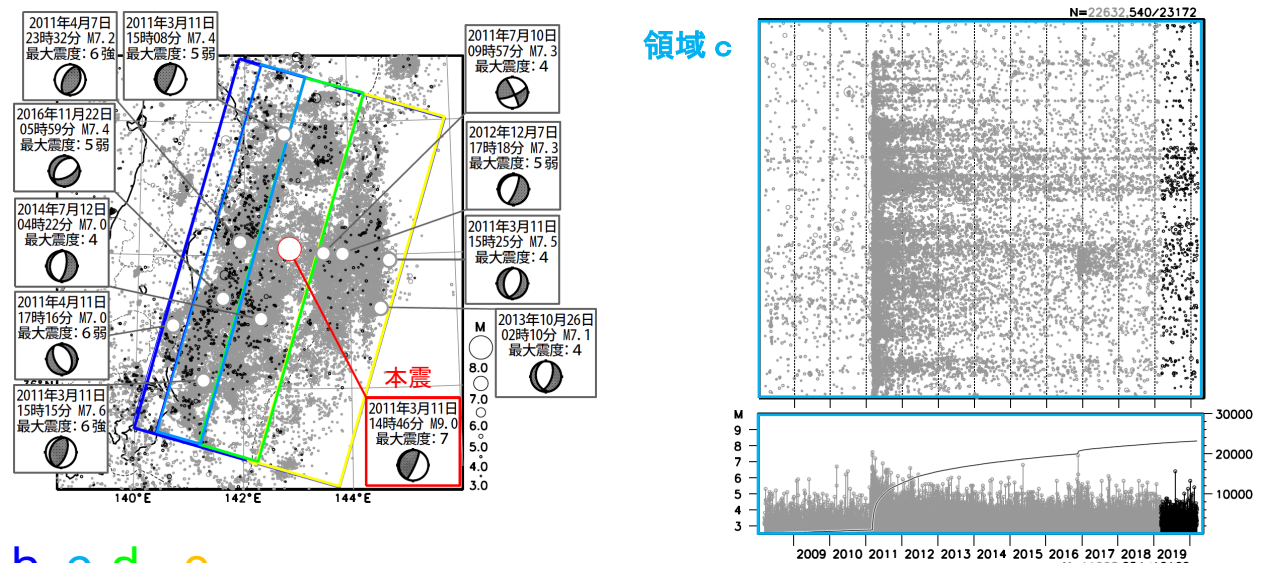 2011年4月7日
23時32分 M7.2
最大震度：6強
2011年3月11日
15時08分 M7.4
最大震度：5弱
2016年11月22日
05時59分 M7.4
最大震度：5弱
2014年7月12日
04時22分 M7.0
最大震度：4
2011年4月11日
17時16分 M7.0
最大震度：6弱
2011年3月11日
15時15分 M7.6
最大震度：6強
2011年7月10日
09時57分 M7.3
最大震度：4
2012年12月7日
17時18分 M7.3
最大震度：5弱
2011年3月11日
15時25分 M7.5
最大震度：4
2013年10月26日
02時10分 M7.1
最大震度：4
本震
2011年3月11日
14時46分 M9.0
最大震度：7
M
8.0
7.0
6.0
5.0
4.0
3.0
140°E 142°E 144°E
領域 c
N=22632,540/23172
M
9
8
7
6
5
4
3
30000
20000
10000
2009 2010 2011 2012 2013 2014 2015 2016 2017 2018 2019